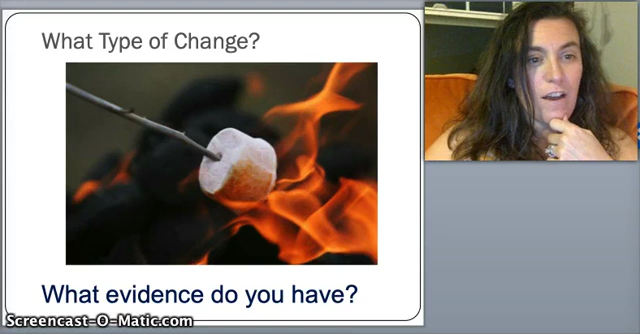 What Type of Change?
What evidence do you have?
Screencast-O-Matic.com